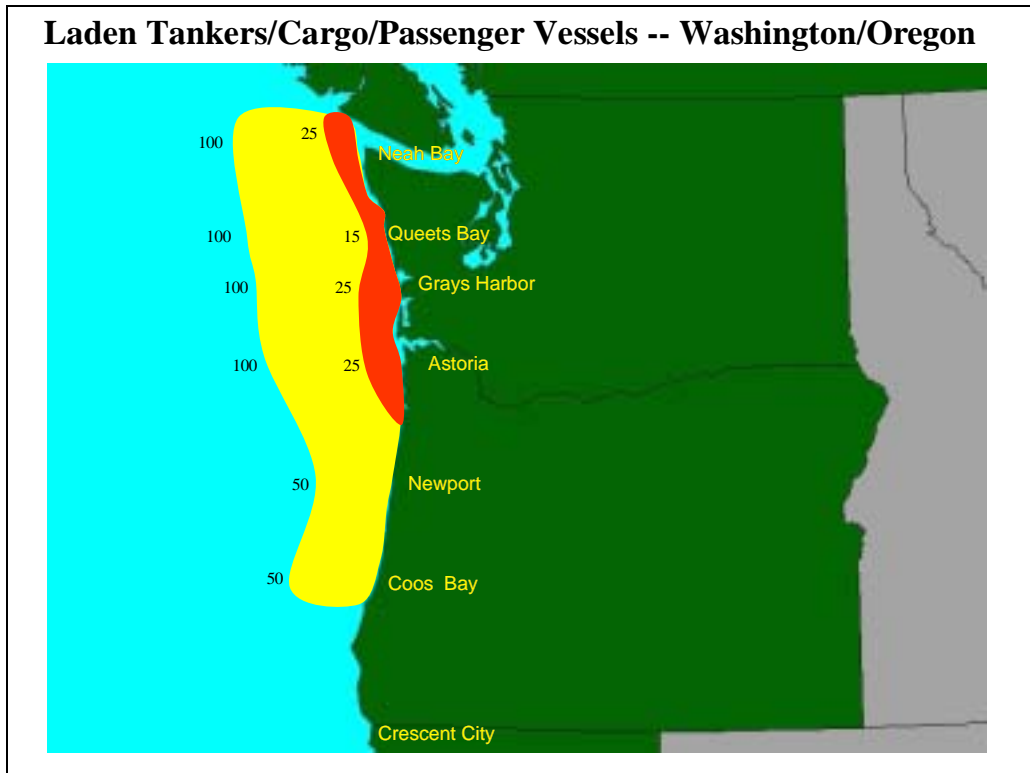 Laden Tankers/Cargo/Passenger Vessels -- Washington/Oregon
100 25 Neah Bay
100 15 Queets Bay
100 25 Grays Harbor
100 25 Astoria
50 Newport
50 Coos Bay
Crescent City